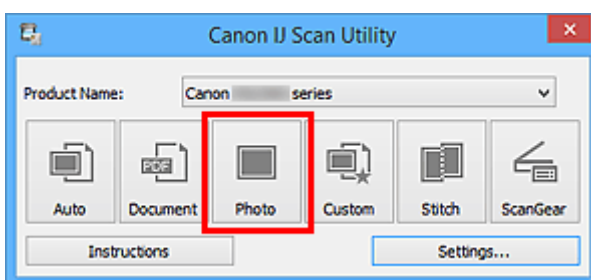 Canon IJ Scan Utility
Product Name: Canon series
Auto Document Photo Custom Stitch ScanGear
PDF
Instructions Settings...